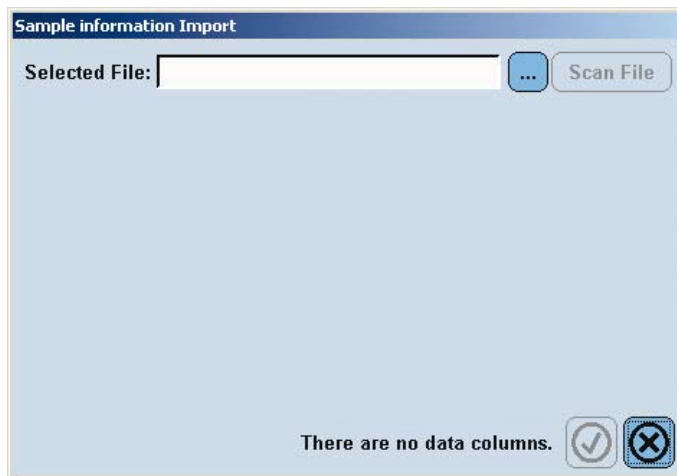 Sample information Import
Selected File: ... Scan File
There are no data columns.